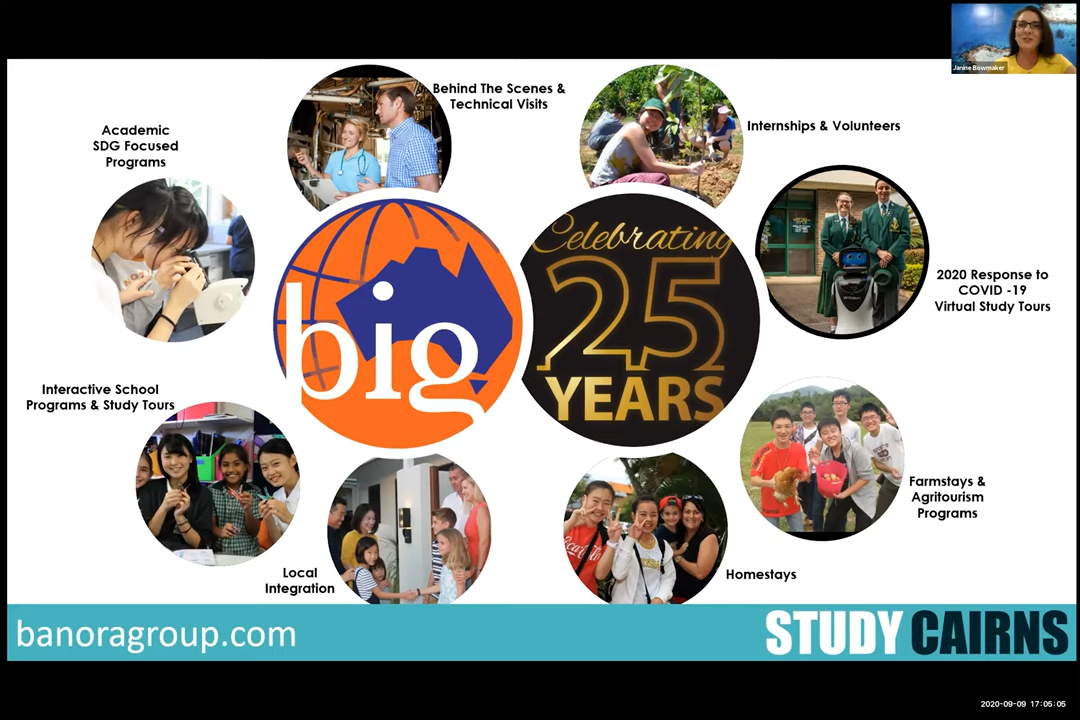 Janine Bowmaker
Behind The Scenes &
Technical Visits
Internships & Volunteers
Academic
SDG Focused
Programs
Celebrating
25
YEARS
big
2020 Response to
COVID -19
Virtual Study Tours
Interactive School
Programs & Study Tours
Farmstays &
Agritourism
Programs
Local
Integration
Homestays
banoragroup.com
STUDY CAIRNS
2020-09-09 17:05:05